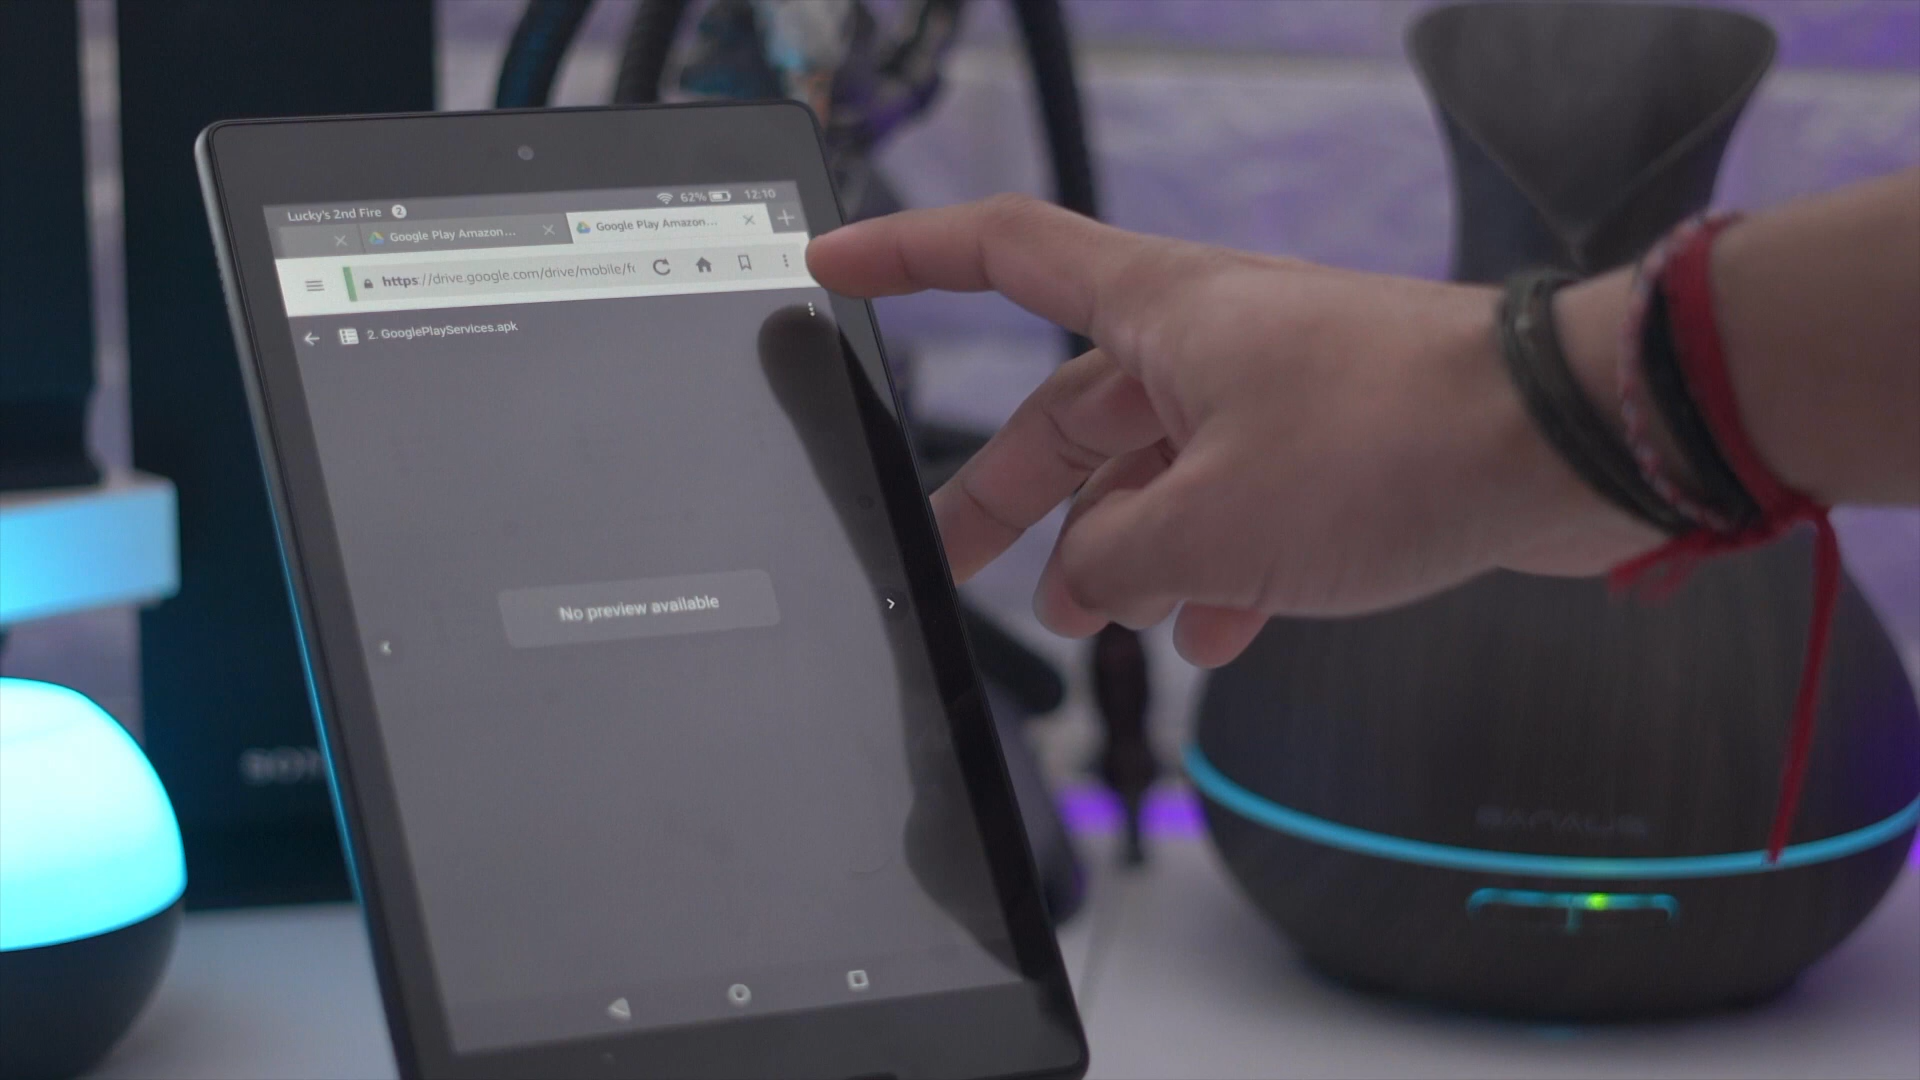 Lucky's 2nd Fire 2 62% 12:10
Google Play Amazon... Google Play Amazon...
https://drive.google.com/drive/mobile/f
2. GooglePlayServices.apk
No preview available